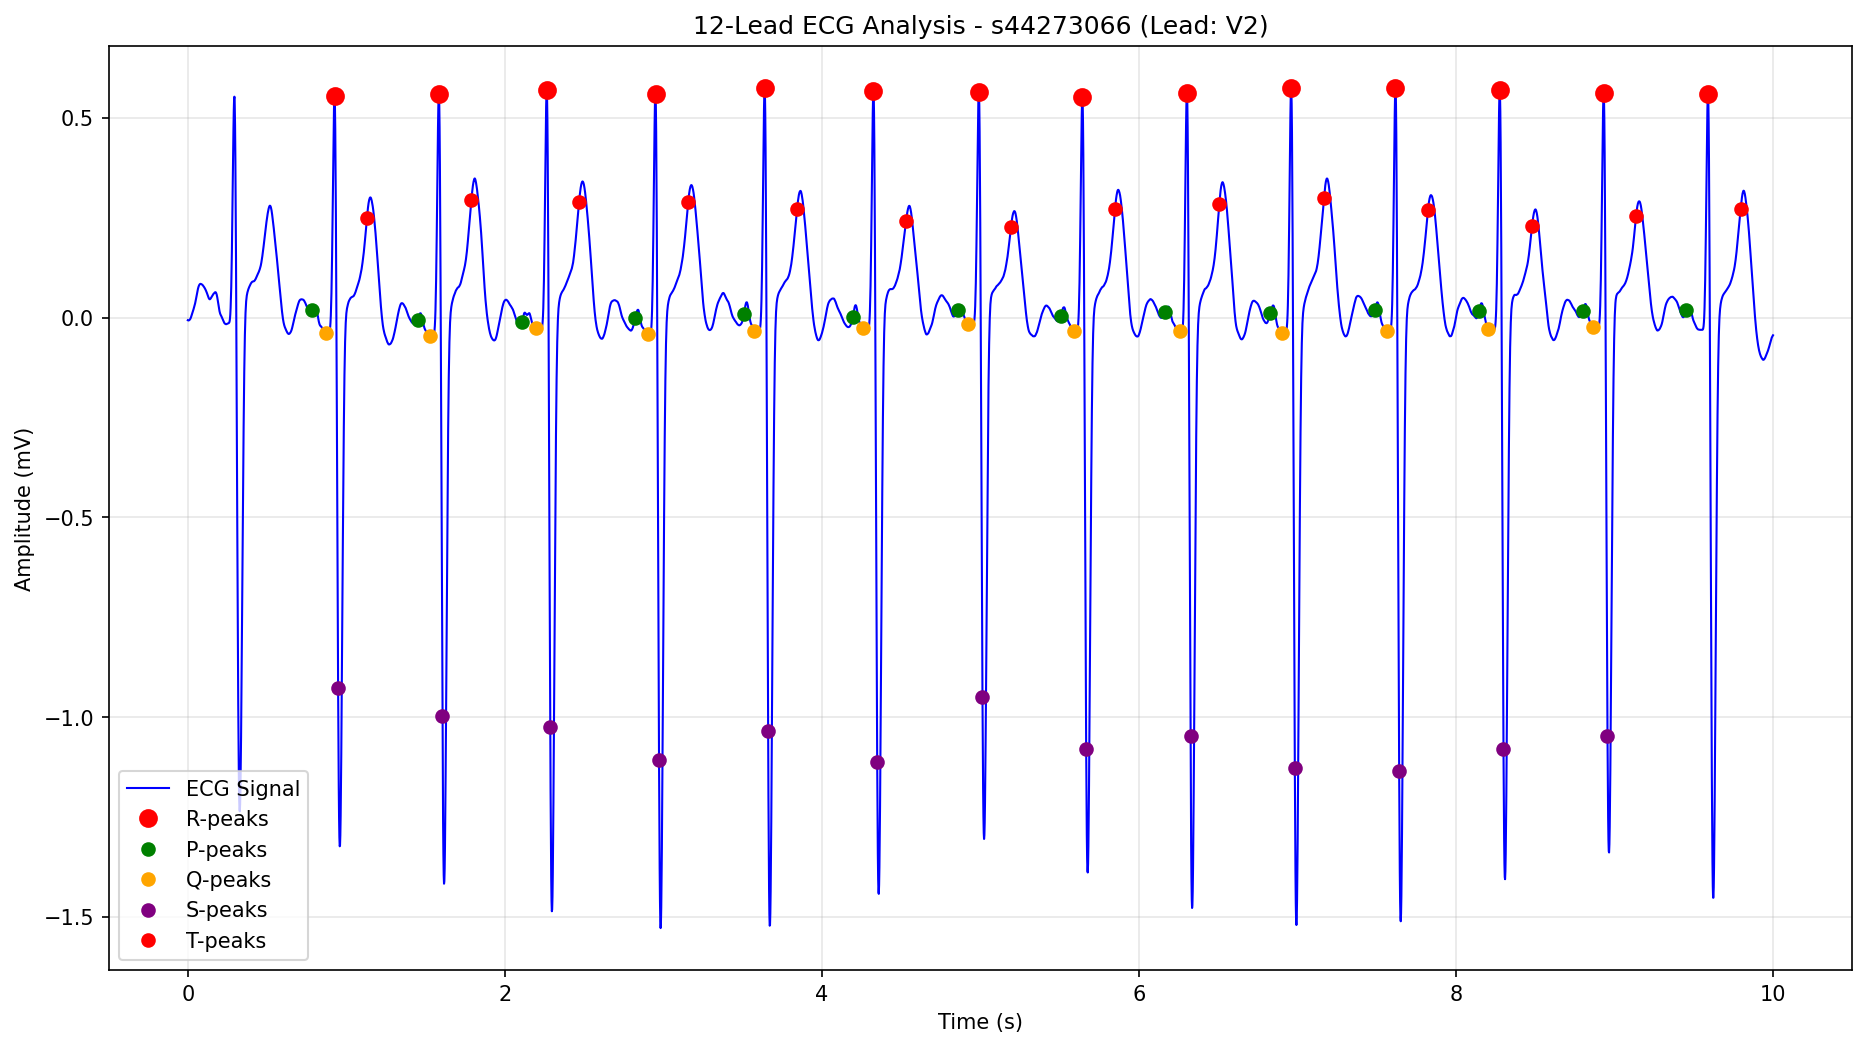 12-Lead ECG Analysis - s44273066 (Lead: V2)
0.5
0.0
−0.5
−1.0
−1.5
Amplitude (mV)
ECG Signal
R-peaks
P-peaks
Q-peaks
S-peaks
T-peaks
0 2 4 6 8 10
Time (s)